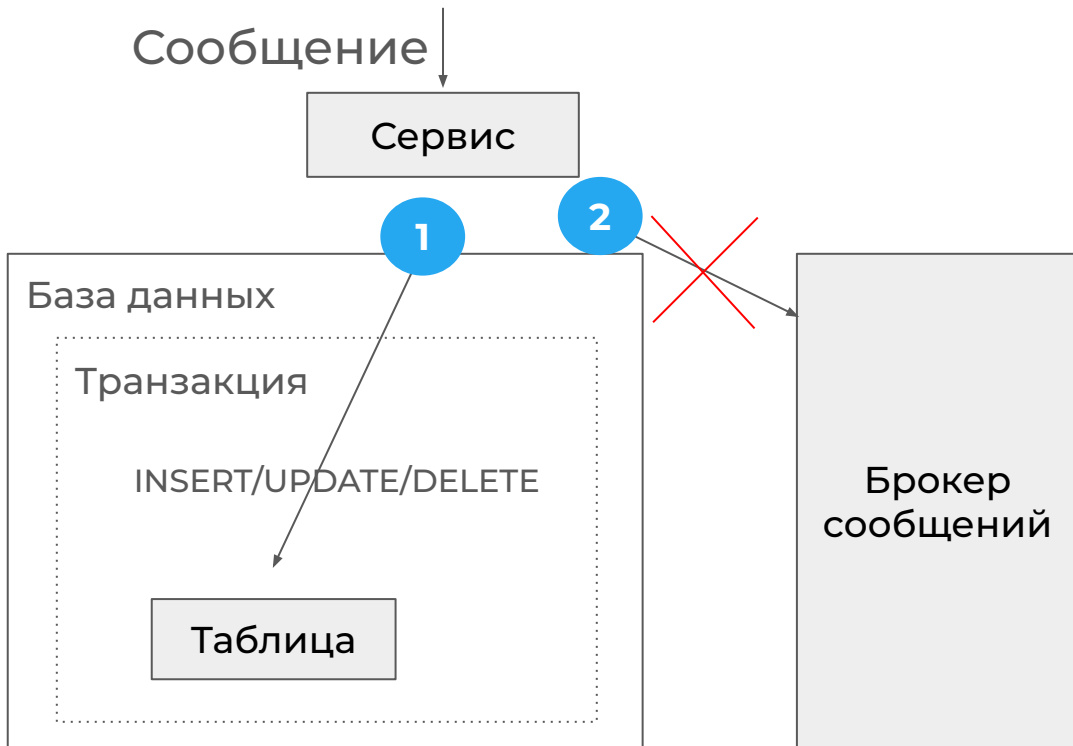 Сообщение
Сервис
1
2
База данных
Транзакция
INSERT/UPDATE/DELETE
Таблица
Брокер
сообщений